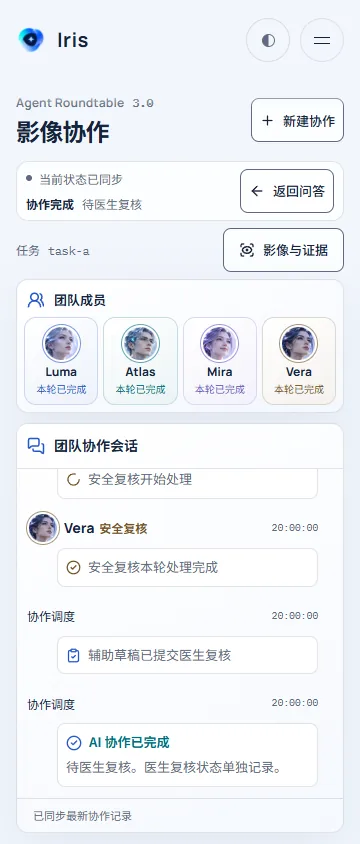 Iris
Agent Roundtable 3.0
影像协作
新建协作
当前状态已同步
协作完成 待医生复核
返回问答
任务 task-a
影像与证据
团队成员
Luma Atlas Mira Vera
本轮已完成 本轮已完成 本轮已完成 本轮已完成
团队协作会话
安全复核开始处理
Vera 安全复核 20:00:00
安全复核本轮处理完成
协作调度 20:00:00
辅助草稿已提交医生复核
协作调度 20:00:00
AI 协作已完成
待医生复核。医生复核状态单独记录。
已同步最新协作记录